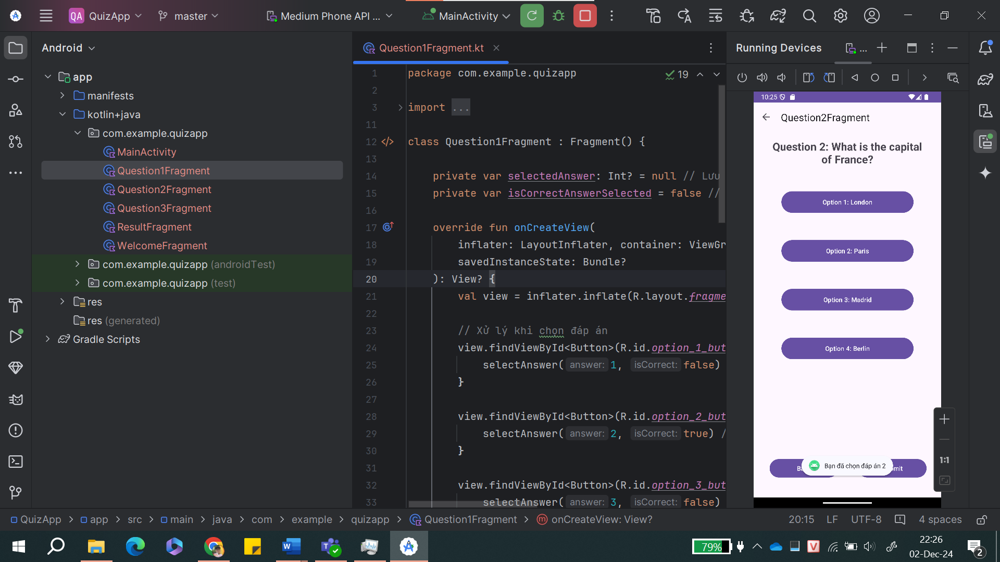 QA QuizApp master Medium Phone API ... MainActivity
Android
app
manifests
kotlin+java
com.example.quizapp
MainActivity
Question1Fragment
Question2Fragment
Question3Fragment
ResultFragment
WelcomeFragment
com.example.quizapp (androidTest)
com.example.quizapp (test)
res
res (generated)
Gradle Scripts
Question1Fragment.kt
19
1 package com.example.quizapp
2
3 import ...
11
12 class Question1Fragment : Fragment() {
13
14 private var selectedAnswer: Int? = null // Lưu
15 private var isCorrectAnswerSelected = false //
16
17 override fun onCreateView(
18 inflater: LayoutInflater, container: ViewGr
19 savedInstanceState: Bundle?
20 ): View? {
21 val view = inflater.inflate(R.layout.fragme
22
23 // Xử lý khi chọn đáp án
24 view.findViewById<Button>(R.id.option_1_but
25 selectAnswer( answer: 1, isCorrect: false)
26 }
27
28 view.findViewById<Button>(R.id.option_2_but
29 selectAnswer( answer: 2, isCorrect: true) /
30 }
31
32 view.findViewById<Button>(R.id.option_3_but
33 selectAnswer( answer: 3, isCorrect: false)
Running Devices ...
10:25
Question2Fragment
Question 2: What is the capital
of France?
Option 1: London
Option 2: Paris
Option 3: Madrid
Option 4: Berlin
Ba Bạn đã chọn đáp án 2 mit
1:1
QuizApp > app > src > main > java > com > example > quizapp > Question1Fragment > onCreateView: View?
20:15 LF UTF-8 4 spaces
79%
22:26
02-Dec-24
2